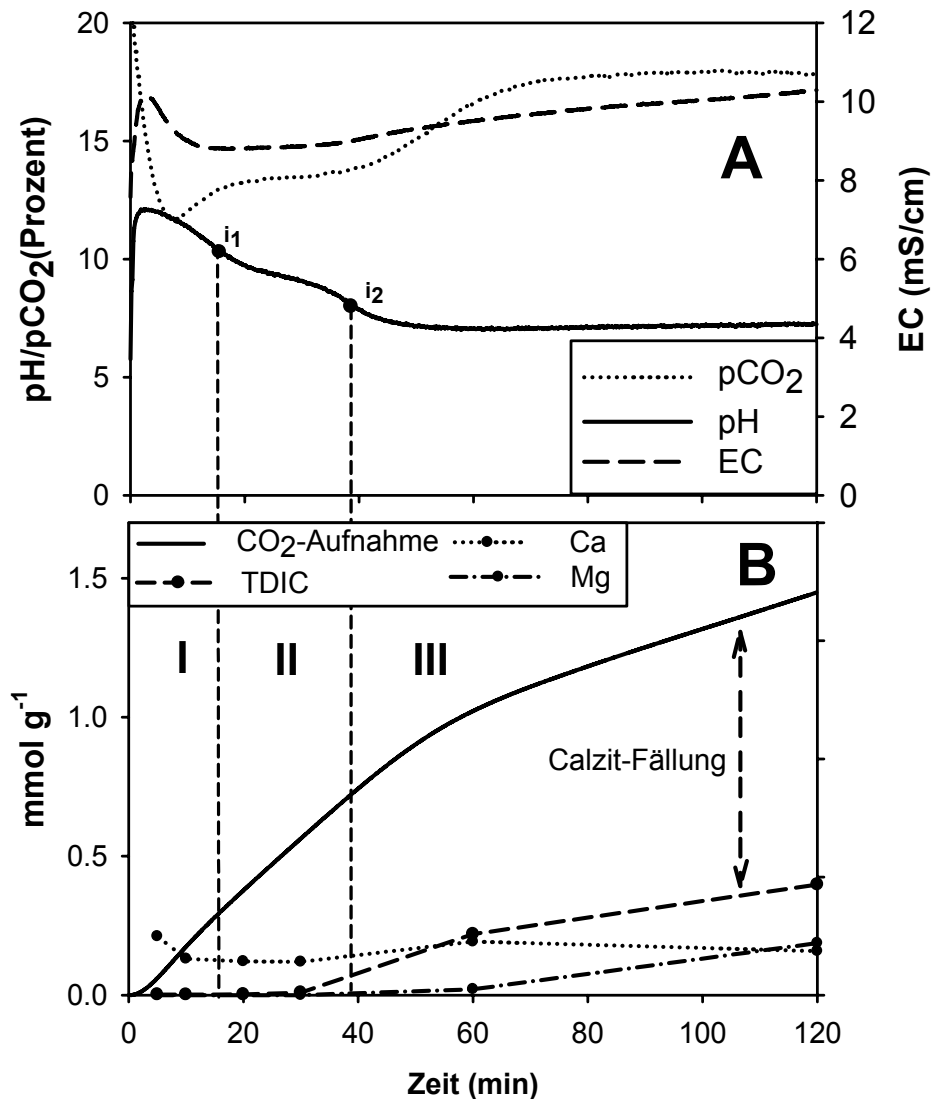 20
15
10
5
0
pH/pCO2(Prozent)
12
10
8
6
4
2
0
EC (mS/cm)
A
i1
i2
pCO2
pH
EC
CO2-Aufnahme
Ca
TDIC
Mg
B
I
II
III
Calzit-Fällung
1.5
1.0
0.5
0.0
mmol g-1
0
20
40
60
80
100
120
Zeit (min)